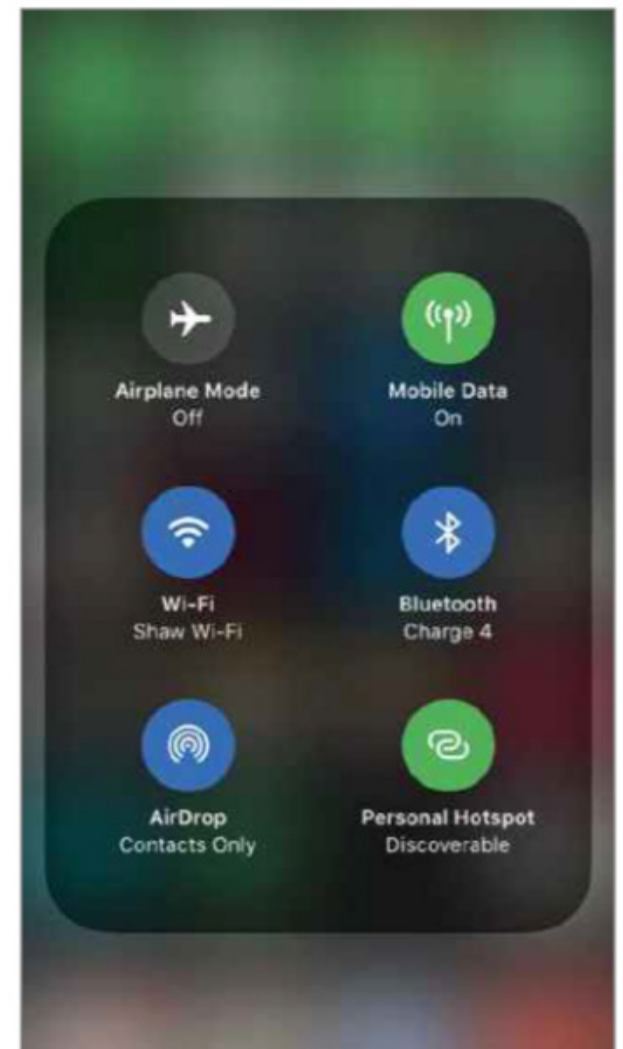 Airplane Mode
Off
Mobile Data
On
Wi-Fi
Shaw Wi-Fi
Bluetooth
Charge 4
AirDrop
Contacts Only
Personal Hotspot
Discoverable